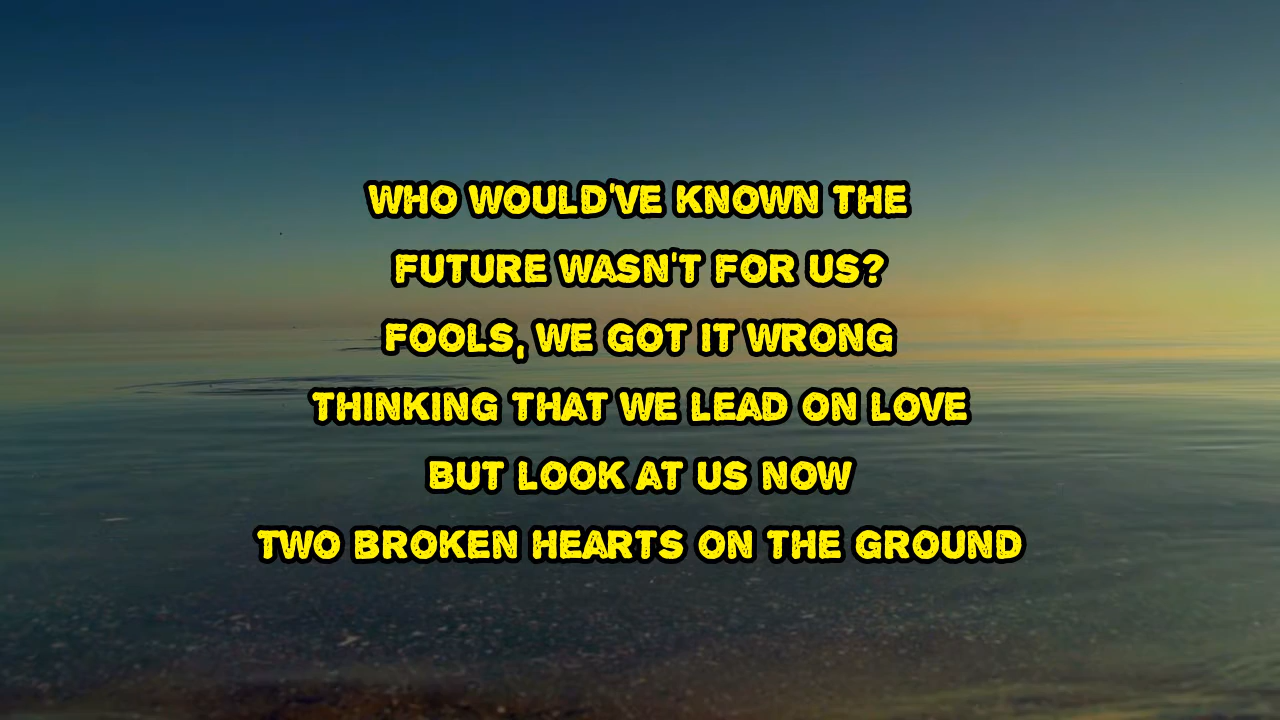 WHO WOULD'VE KNOWN THE
FUTURE WASN'T FOR US?
FOOLS, WE GOT IT WRONG
THINKING THAT WE LEAD ON LOVE
BUT LOOK AT US NOW
TWO BROKEN HEARTS ON THE GROUND